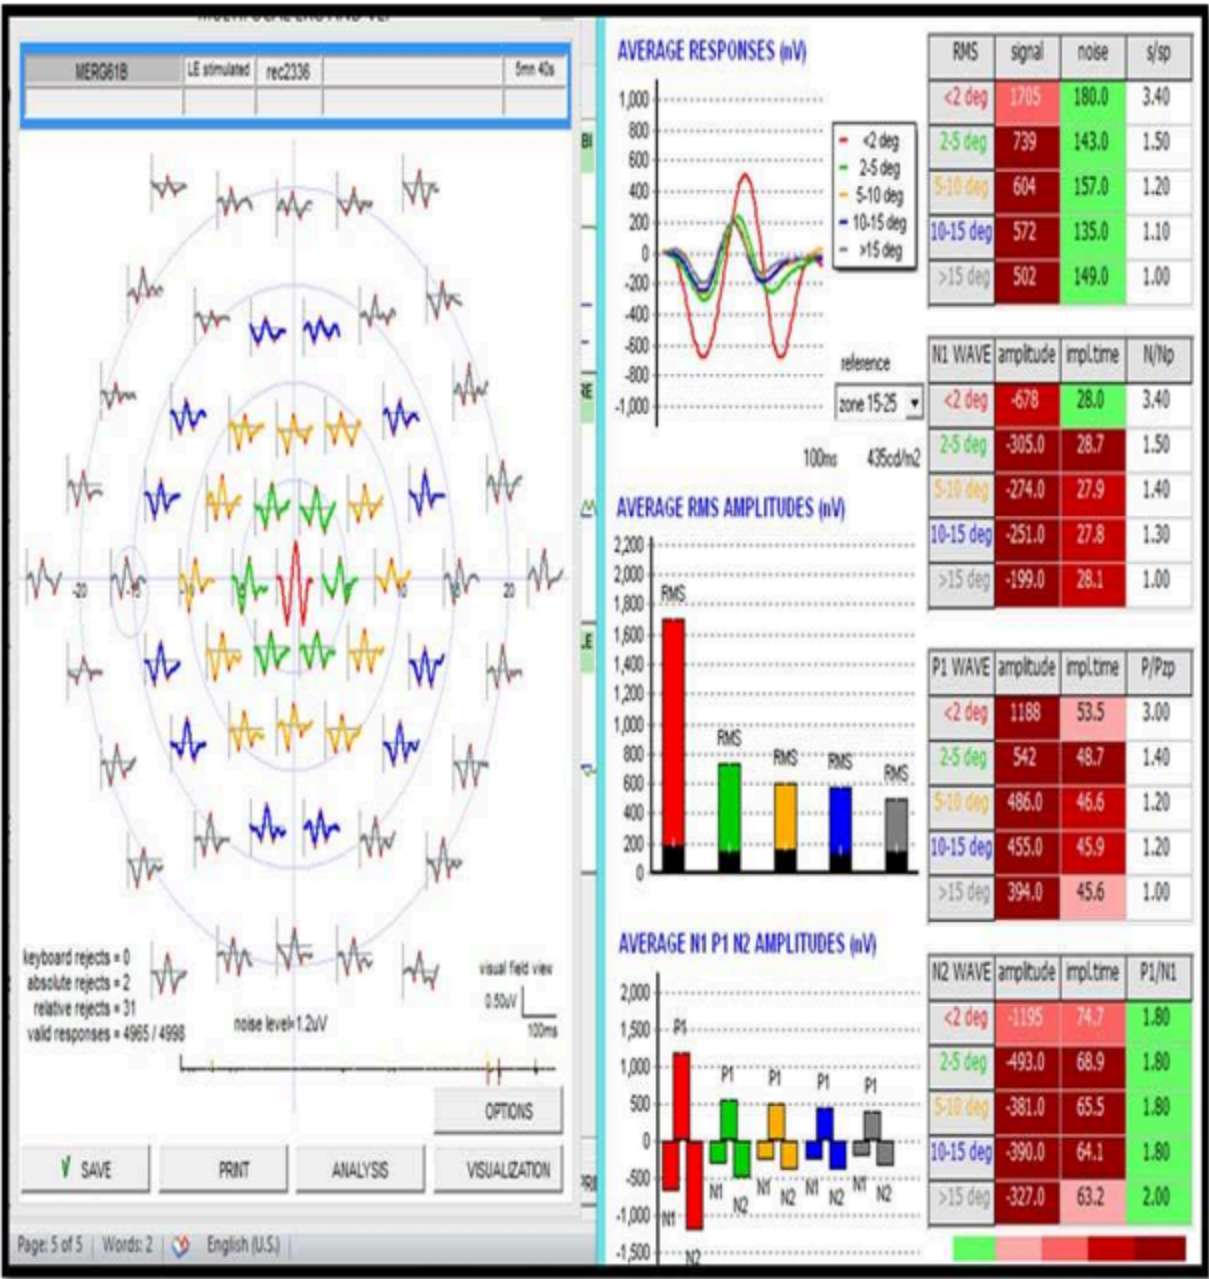 MERG61B LE stimulated rec2336 5mn 40s
-20 -15 10 15 20
keyboard rejects = 0
absolute rejects = 2
relative rejects = 31
valid responses = 4965 / 4998
noise level=1.2uV
visual field view
0.50uV
100ms
OPTIONS
SAVE PRINT ANALYSIS VISUALIZATION
Page: 5 of 5 Words: 2 English (U.S.)
AVERAGE RESPONSES (nV)
1,000
800
600
400
200
0
-200
-400
-600
-800
-1,000
<2 deg
2-5 deg
5-10 deg
10-15 deg
>15 deg
reference
zone 15-25
100ms 435cd/m2
AVERAGE RMS AMPLITUDES (nV)
2,200
2,000
1,800
1,600
1,400
1,200
1,000
800
600
400
200
0
RMS
RMS
RMS
RMS
RMS
AVERAGE N1 P1 N2 AMPLITUDES (nV)
2,000
1,500
1,000
500
0
-500
-1,000
-1,500
P1 P1 P1 P1 P1
N1 N2 N1 N2 N1 N2 N1 N2 N1 N2
RMS signal noise s/sp
<2 deg 1705 180.0 3.40
2-5 deg 739 143.0 1.50
5-10 deg 604 157.0 1.20
10-15 deg 572 135.0 1.10
>15 deg 502 149.0 1.00
N1 WAVE amplitude impl.time N/Np
<2 deg -678 28.0 3.40
2-5 deg -305.0 28.7 1.50
5-10 deg -274.0 27.9 1.40
10-15 deg -251.0 27.8 1.30
>15 deg -199.0 28.1 1.00
P1 WAVE amplitude impl.time P/Pzp
<2 deg 1188 53.5 3.00
2-5 deg 542 48.7 1.40
5-10 deg 486.0 46.6 1.20
10-15 deg 455.0 45.9 1.20
>15 deg 394.0 45.6 1.00
N2 WAVE amplitude impl.time P1/N1
<2 deg -1195 74.7 1.80
2-5 deg -493.0 68.9 1.80
5-10 deg -381.0 65.5 1.80
10-15 deg -390.0 64.1 1.80
>15 deg -327.0 63.2 2.00